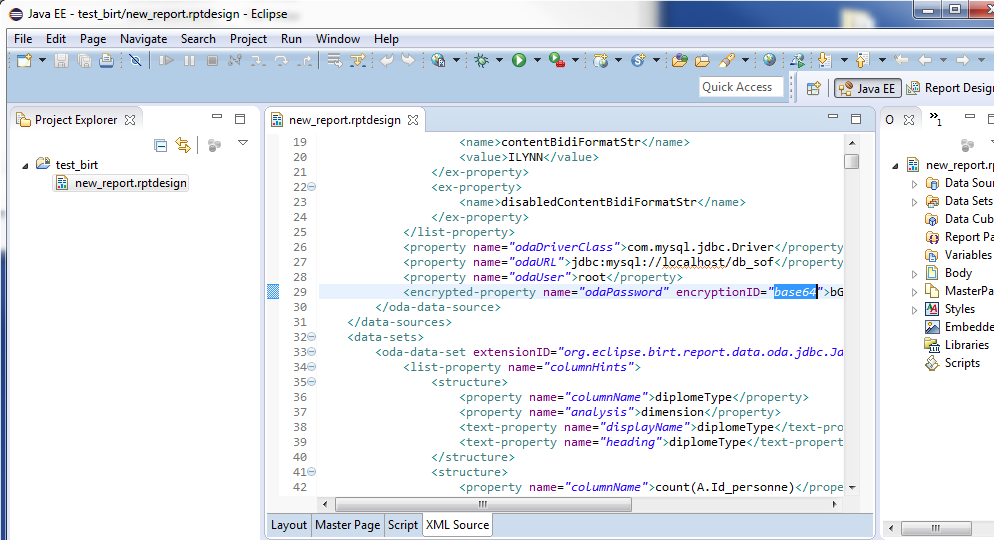 Java EE - test_birt/new_report.rptdesign - Eclipse
File Edit Page Navigate Search Project Run Window Help
Quick Access
Java EE
Report Design
Project Explorer
test_birt
new_report.rptdesign
new_report.rptdesign
19 <name>contentBidiFormatStr</name>
20 <value>ILYNN</value>
21 </ex-property>
22 <ex-property>
23 <name>disabledContentBidiFormatStr</name>
24 </ex-property>
25 </list-property>
26 <property name="odaDriverClass">com.mysql.jdbc.Driver</property
27 <property name="odaURL">jdbc:mysql://localhost/db_sof</property
28 <property name="odaUser">root</property>
29 <encrypted-property name="odaPassword" encryptionID="base64">bG
30 </oda-data-source>
31 </data-sources>
32 <data-sets>
33 <oda-data-set extensionID="org.eclipse.birt.report.data.oda.jdbc.Ja
34 <list-property name="columnHints">
35 <structure>
36 <property name="columnName">diplomeType</property>
37 <property name="analysis">dimension</property>
38 <text-property name="displayName">diplomeType</text-prop
39 <text-property name="heading">diplomeType</text-property
40 </structure>
41 <structure>
42 <property name="columnName">count(A.Id_personne)</prope
Layout Master Page Script XML Source
O
1
new_report.r
Data Sour
Data Sets
Data Cub
Report Pa
Variables
Body
MasterPa
Styles
Embedde
Libraries
Scripts